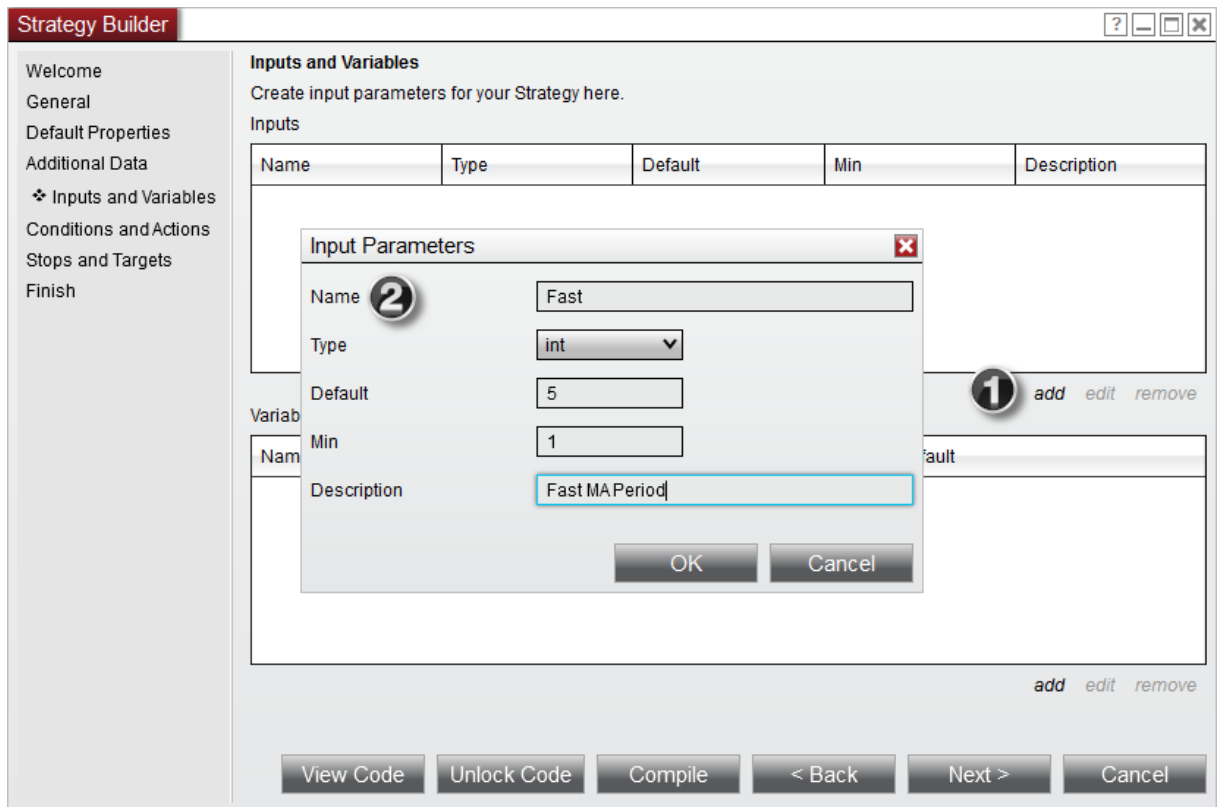 Strategy Builder
?
Welcome
General
Default Properties
Additional Data
Inputs and Variables
Conditions and Actions
Stops and Targets
Finish
Inputs and Variables
Create input parameters for your Strategy here.
Inputs
Name Type Default Min Description
Input Parameters
Name 2 Fast
Type int
Default 5
Min 1
Description Fast MA Period
OK Cancel
1 add edit remove
Variab
Nam fault
add edit remove
View Code Unlock Code Compile < Back Next > Cancel